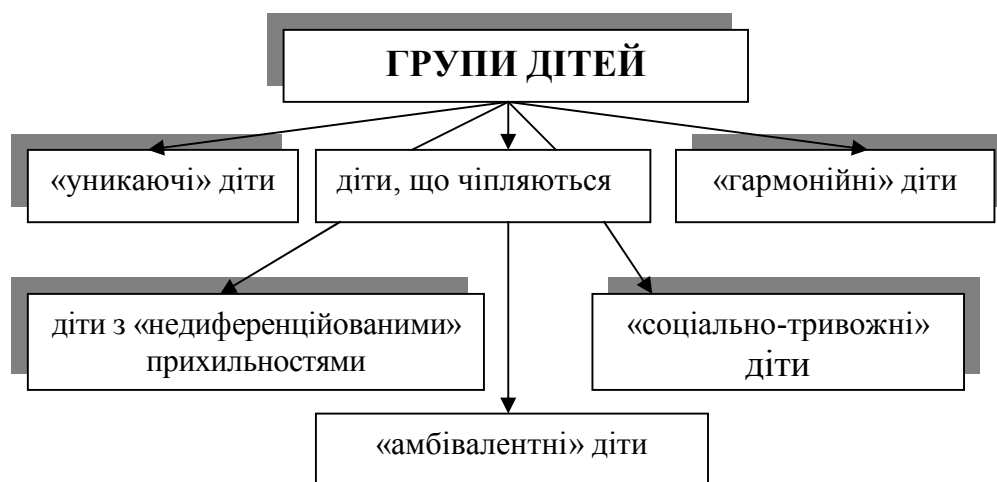 ГРУПИ ДІТЕЙ
«уникаючі» діти
діти, що чіпляються
«гармонійні» діти
діти з «недиференційованими»
прихильностями
«соціально-тривожні»
діти
«амбівалентні» діти